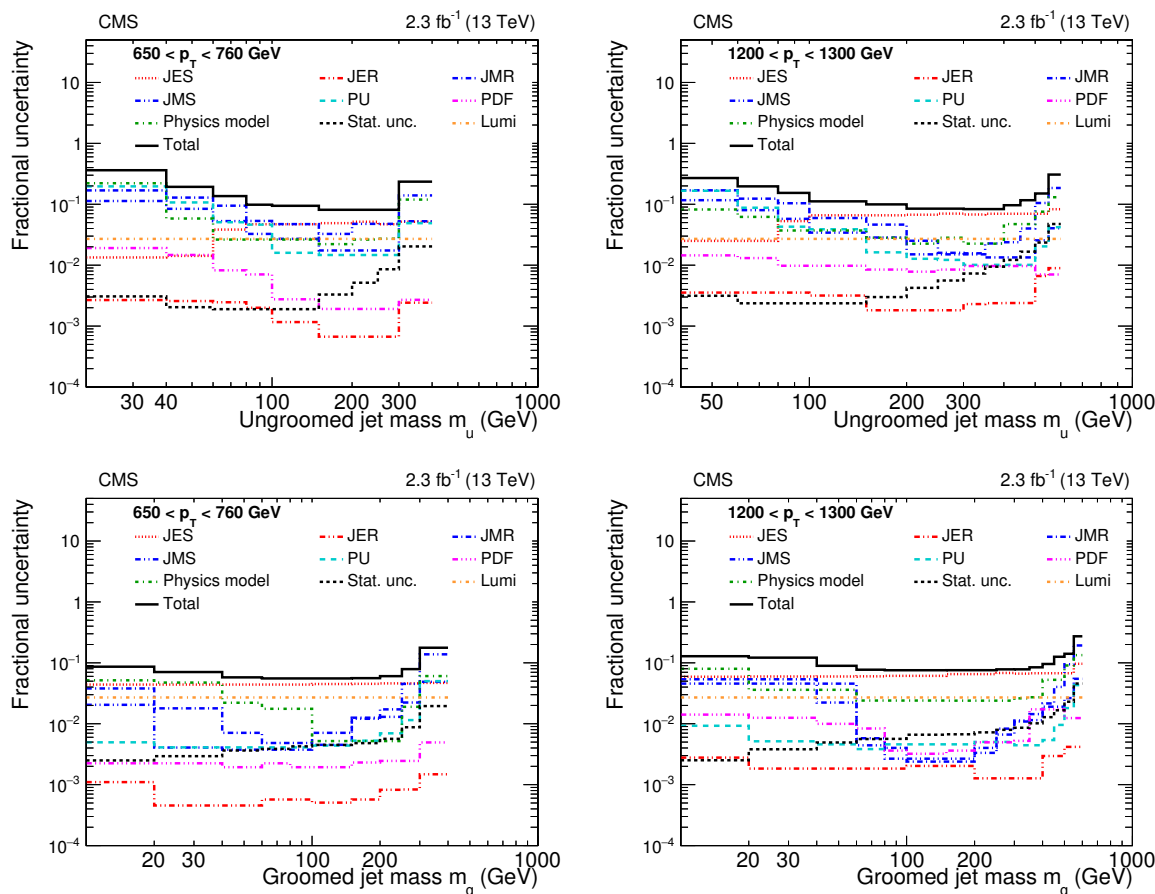 CMS 2.3 fb⁻¹ (13 TeV)
650 < p_T < 760 GeV
JES JER JMR
JMS PU PDF
Physics model Stat. unc. Lumi
Total
Fractional uncertainty
10
1
10⁻¹
10⁻²
10⁻³
10⁻⁴
30 100 200 1000
Ungroomed jet mass m_u (GeV)
CMS 2.3 fb⁻¹ (13 TeV)
1200 < p_T < 1300 GeV
JES JER JMR
JMS PU PDF
Physics model Stat. unc. Lumi
Total
Fractional uncertainty
10
1
10⁻¹
10⁻²
10⁻³
10⁻⁴
50 100 200 300 1000
Ungroomed jet mass m_u (GeV)
CMS 2.3 fb⁻¹ (13 TeV)
650 < p_T < 760 GeV
JES JER JMR
JMS PU PDF
Physics model Stat. unc. Lumi
Total
Fractional uncertainty
10
1
10⁻¹
10⁻²
10⁻³
10⁻⁴
20 30 100 200 1000
Groomed jet mass m_g (GeV)
CMS 2.3 fb⁻¹ (13 TeV)
1200 < p_T < 1300 GeV
JES JER JMR
JMS PU PDF
Physics model Stat. unc. Lumi
Total
Fractional uncertainty
10
1
10⁻¹
10⁻²
10⁻³
10⁻⁴
20 30 100 200 1000
Groomed jet mass m_g (GeV)